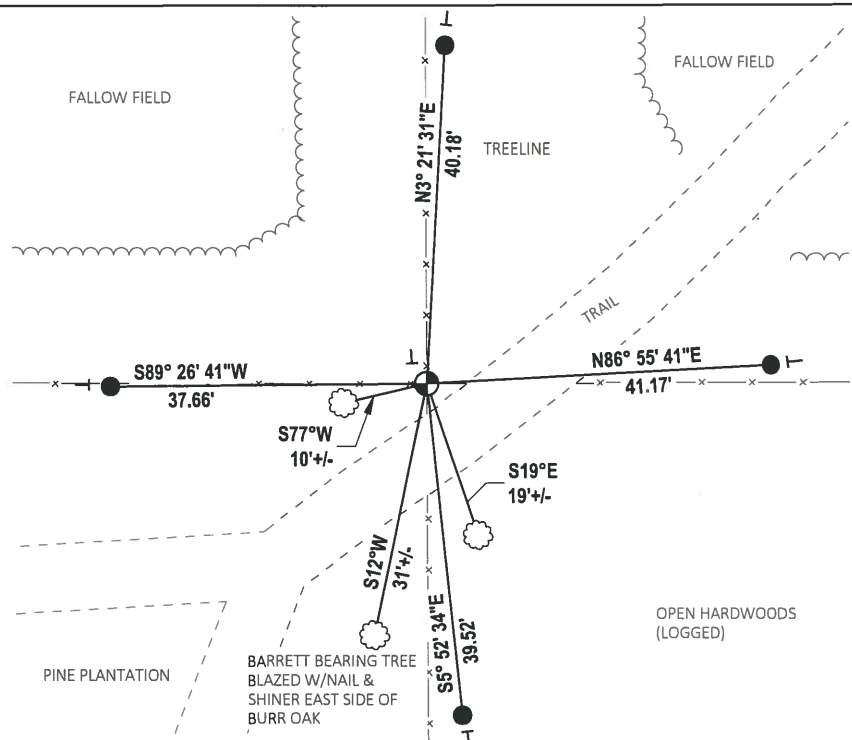 FALLOW FIELD
FALLOW FIELD
N3° 21' 31"E
40.18'
TREELINE
TRAIL
S89° 26' 41"W
37.66'
N86° 55' 41"E
41.17'
S77°W
10'+/-
S19°E
19'+/-
S12°W
31'+/-
S5° 52' 34"E
39.52'
OPEN HARDWOODS
(LOGGED)
PINE PLANTATION
BARRETT BEARING TREE
BLAZED W/NAIL &
SHINER EAST SIDE OF
BURR OAK